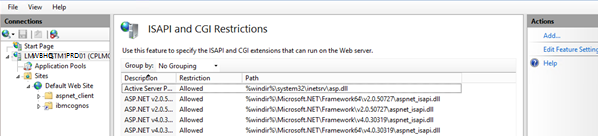 File View Help
Connections
ISAPI and CGI Restrictions
Actions
Add...
Edit Feature Setting
Start Page
Use this feature to specify the ISAPI and CGI extensions that can run on the Web server.
Application Pools
Sites
Default Web Site
aspnet_client
ibmcognos
Group by: No Grouping
Description Restriction Path
Active Server P... Allowed %windir%\system32\inetsrv\asp.dll
ASP.NET v2.0.5... Allowed %windir%\Microsoft.NET\Framework64\v2.0.50727\aspnet_isapi.dll
ASP.NET v2.0.5... Allowed %windir%\Microsoft.NET\Framework\v2.0.50727\aspnet_isapi.dll
ASP.NET v4.0.3... Allowed %windir%\Microsoft.NET\Framework\v4.0.30319\aspnet_isapi.dll
ASP.NET v4.0.3... Allowed %windir%\Microsoft.NET\Framework64\v4.0.30319\aspnet_isapi.dll